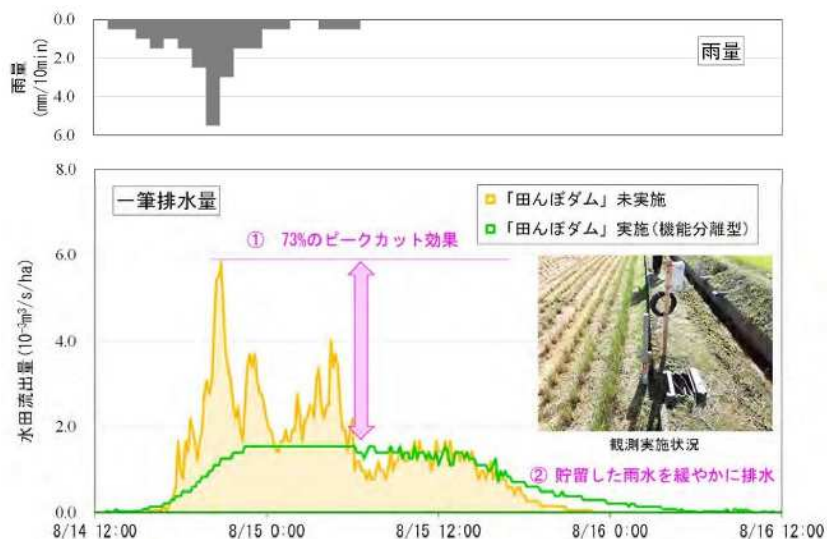 0.0
2.0
4.0
6.0
雨量
(mm/10min)
雨量
8.0
6.0
4.0
2.0
0.0
水田流出量(10⁻³m³/s/ha)
一筆排水量
「田んぼダム」未実施
「田んぼダム」実施(機能分離型)
① 73%のピークカット効果
観測実施状況
② 貯留した雨水を緩やかに排水
8/14 12:00
8/15 0:00
8/15 12:00
8/16 0:00
8/16 12:00